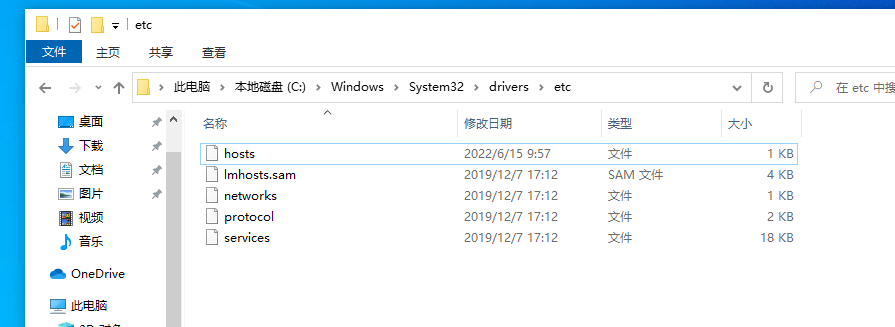 etc
文件 主页 共享 查看
此电脑 本地磁盘 (C:) Windows System32 drivers etc 在 etc 中搜
桌面
下载
文档
图片
视频
音乐
OneDrive
此电脑
名称 修改日期 类型 大小
hosts 2022/6/15 9:57 文件 1 KB
lmhosts.sam 2019/12/7 17:12 SAM 文件 4 KB
networks 2019/12/7 17:12 文件 1 KB
protocol 2019/12/7 17:12 文件 2 KB
services 2019/12/7 17:12 文件 18 KB